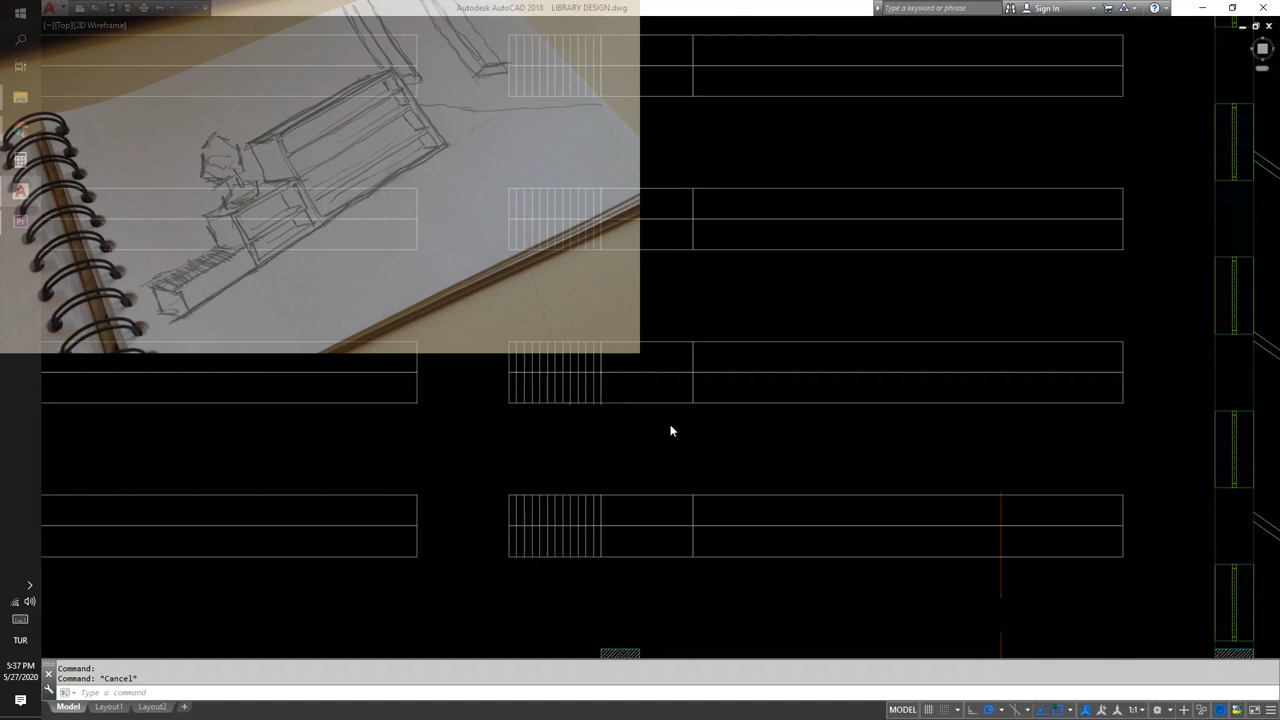 Autodesk AutoCAD 2018   LIBRARY DESIGN.dwg
Type a keyword or phrase
Sign In
[−][Top][2D Wireframe]
TUR
5:37 PM
5/27/2020
Command:
Command: *Cancel*
Type a command
Model
Layout1
Layout2
MODEL
1:1